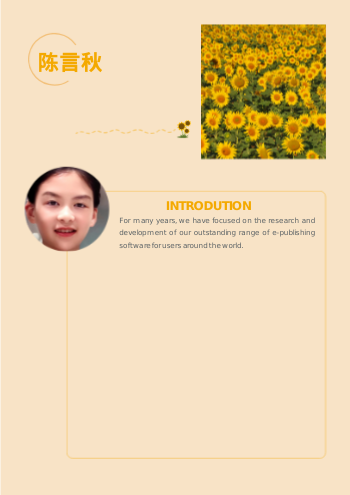 陈言秋
INTRODUTION
For many years, we have focused on the research and
development of our outstanding range of e-publishing
software for users around the world.